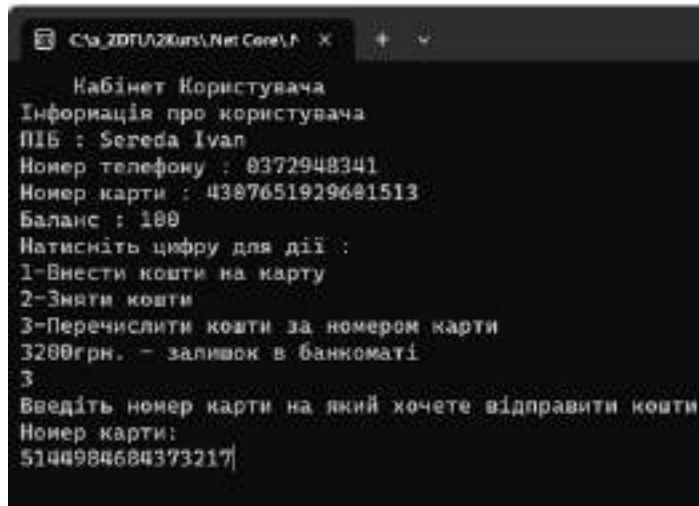 C:\a_ZDTU\2Kurs\.Net Core\.
Кабінет Користувача
Інформація про користувача
ПІБ : Sereda Ivan
Номер телефону : 0372948341
Номер карти : 4307651929601513
Баланс : 100
Натисніть цифру для дії :
1-Внести кошти на карту
2-Зняти кошти
3-Перечислити кошти за номером карти
3200грн. - залишок в банкоматі
3
Введіть номер карти на який хочете відправити кошти
Номер карти:
5144984684373217